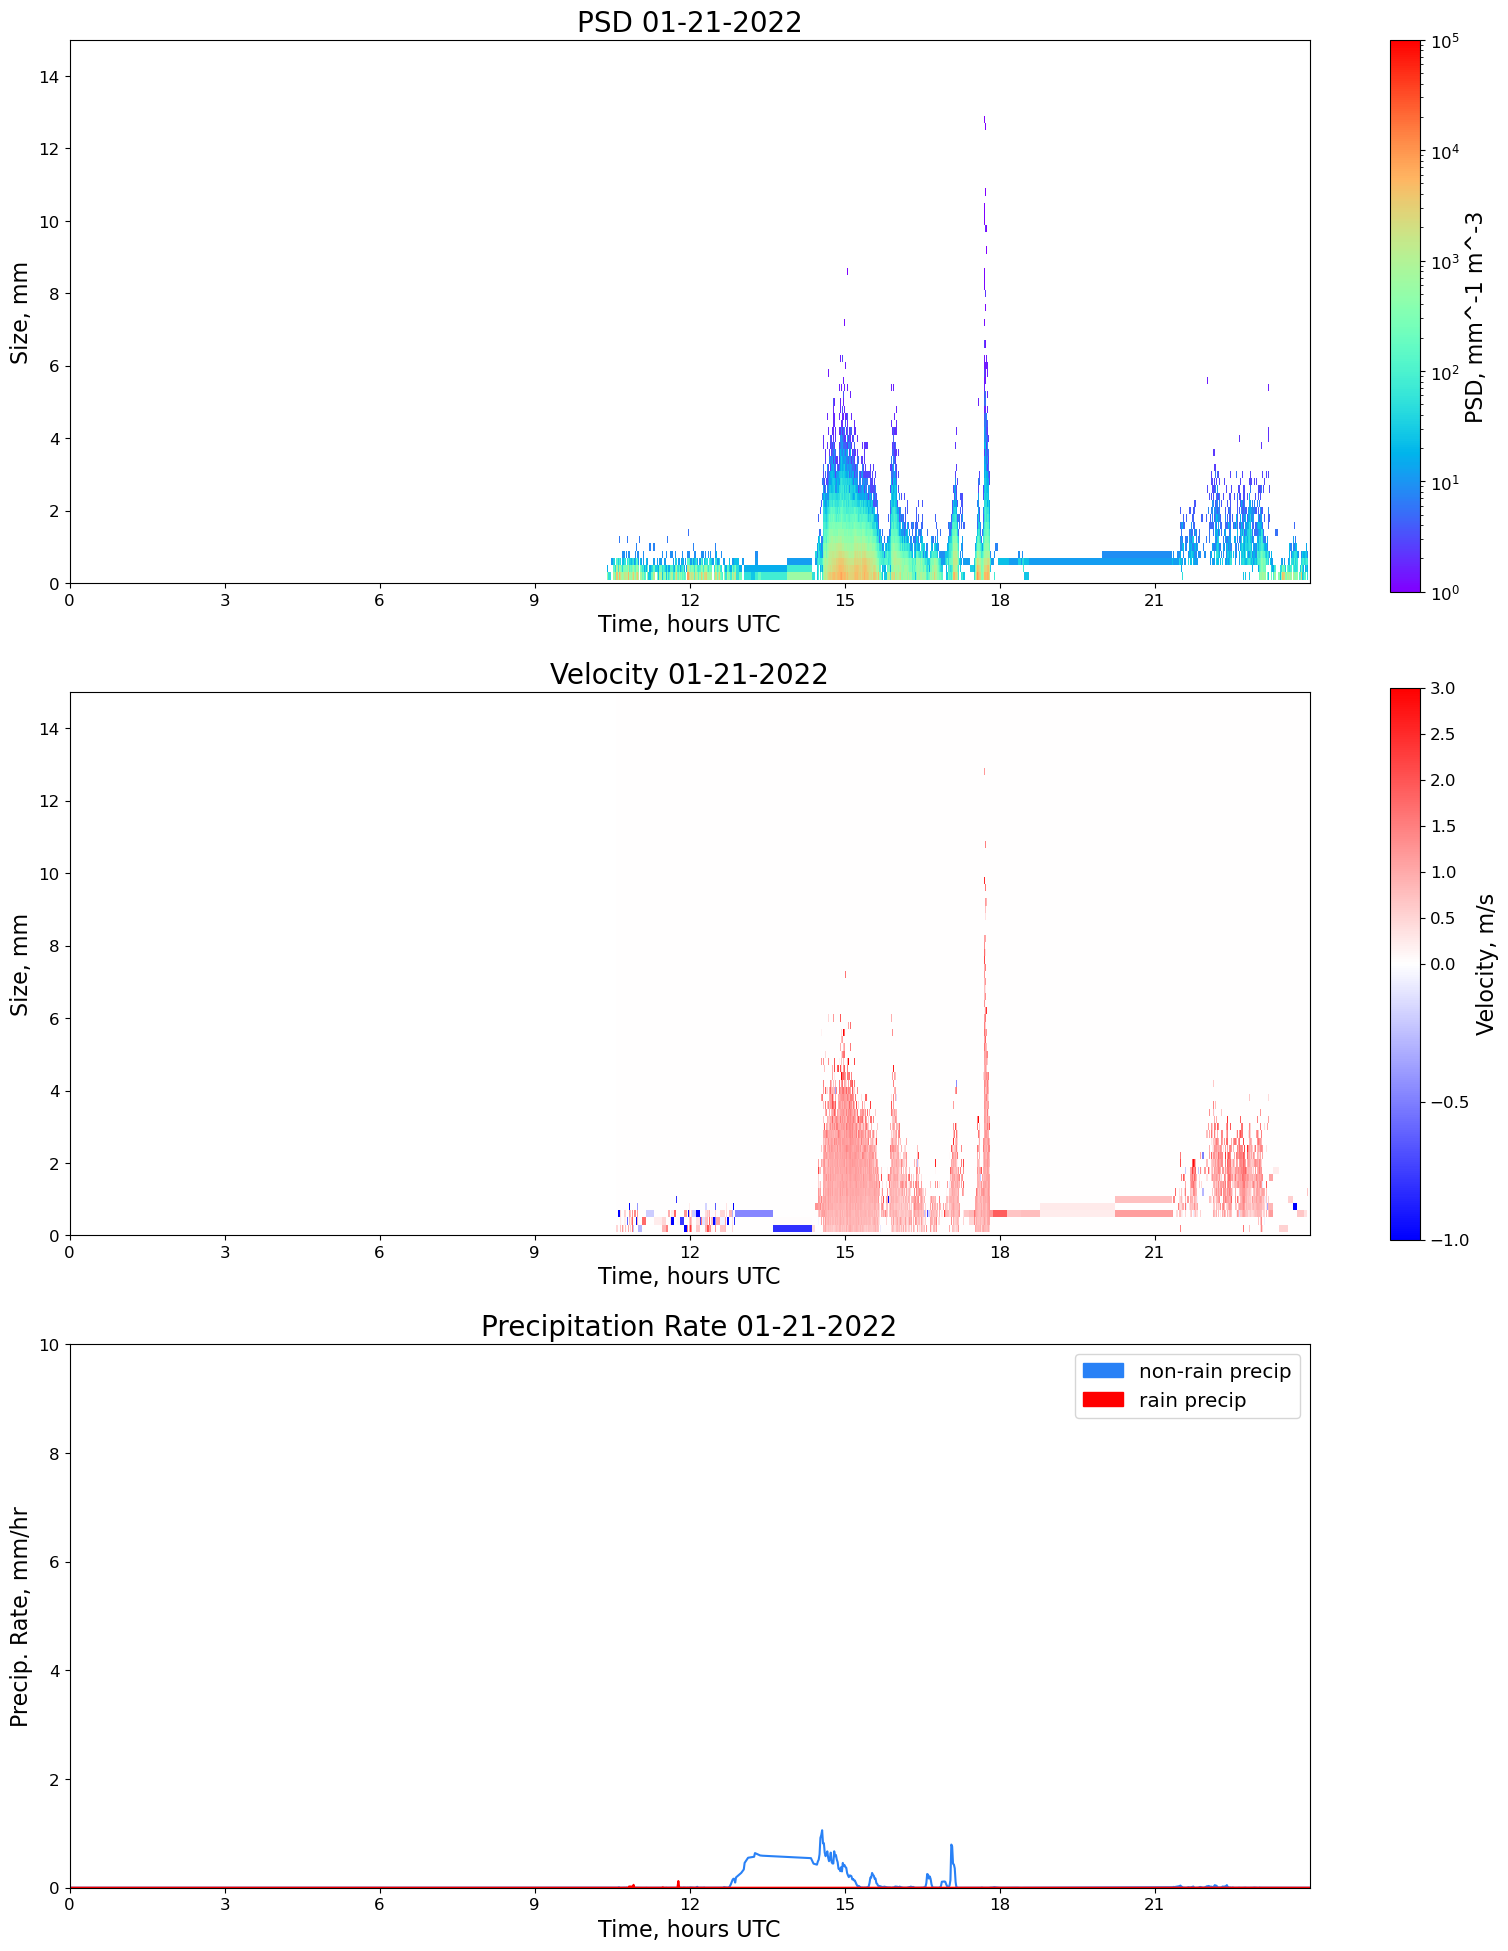 PSD 01-21-2022
14
12
10
8
6
4
2
0
Size, mm
0 3 6 9 12 15 18 21
Time, hours UTC
10^5
10^4
10^3
10^2
10^1
10^0
PSD, mm^-1 m^-3
Velocity 01-21-2022
14
12
10
8
6
4
2
0
Size, mm
0 3 6 9 12 15 18 21
Time, hours UTC
3.0
2.5
2.0
1.5
1.0
0.5
0.0
−0.5
−1.0
Velocity, m/s
Precipitation Rate 01-21-2022
10
8
6
4
2
0
Precip. Rate, mm/hr
non-rain precip
rain precip
0 3 6 9 12 15 18 21
Time, hours UTC